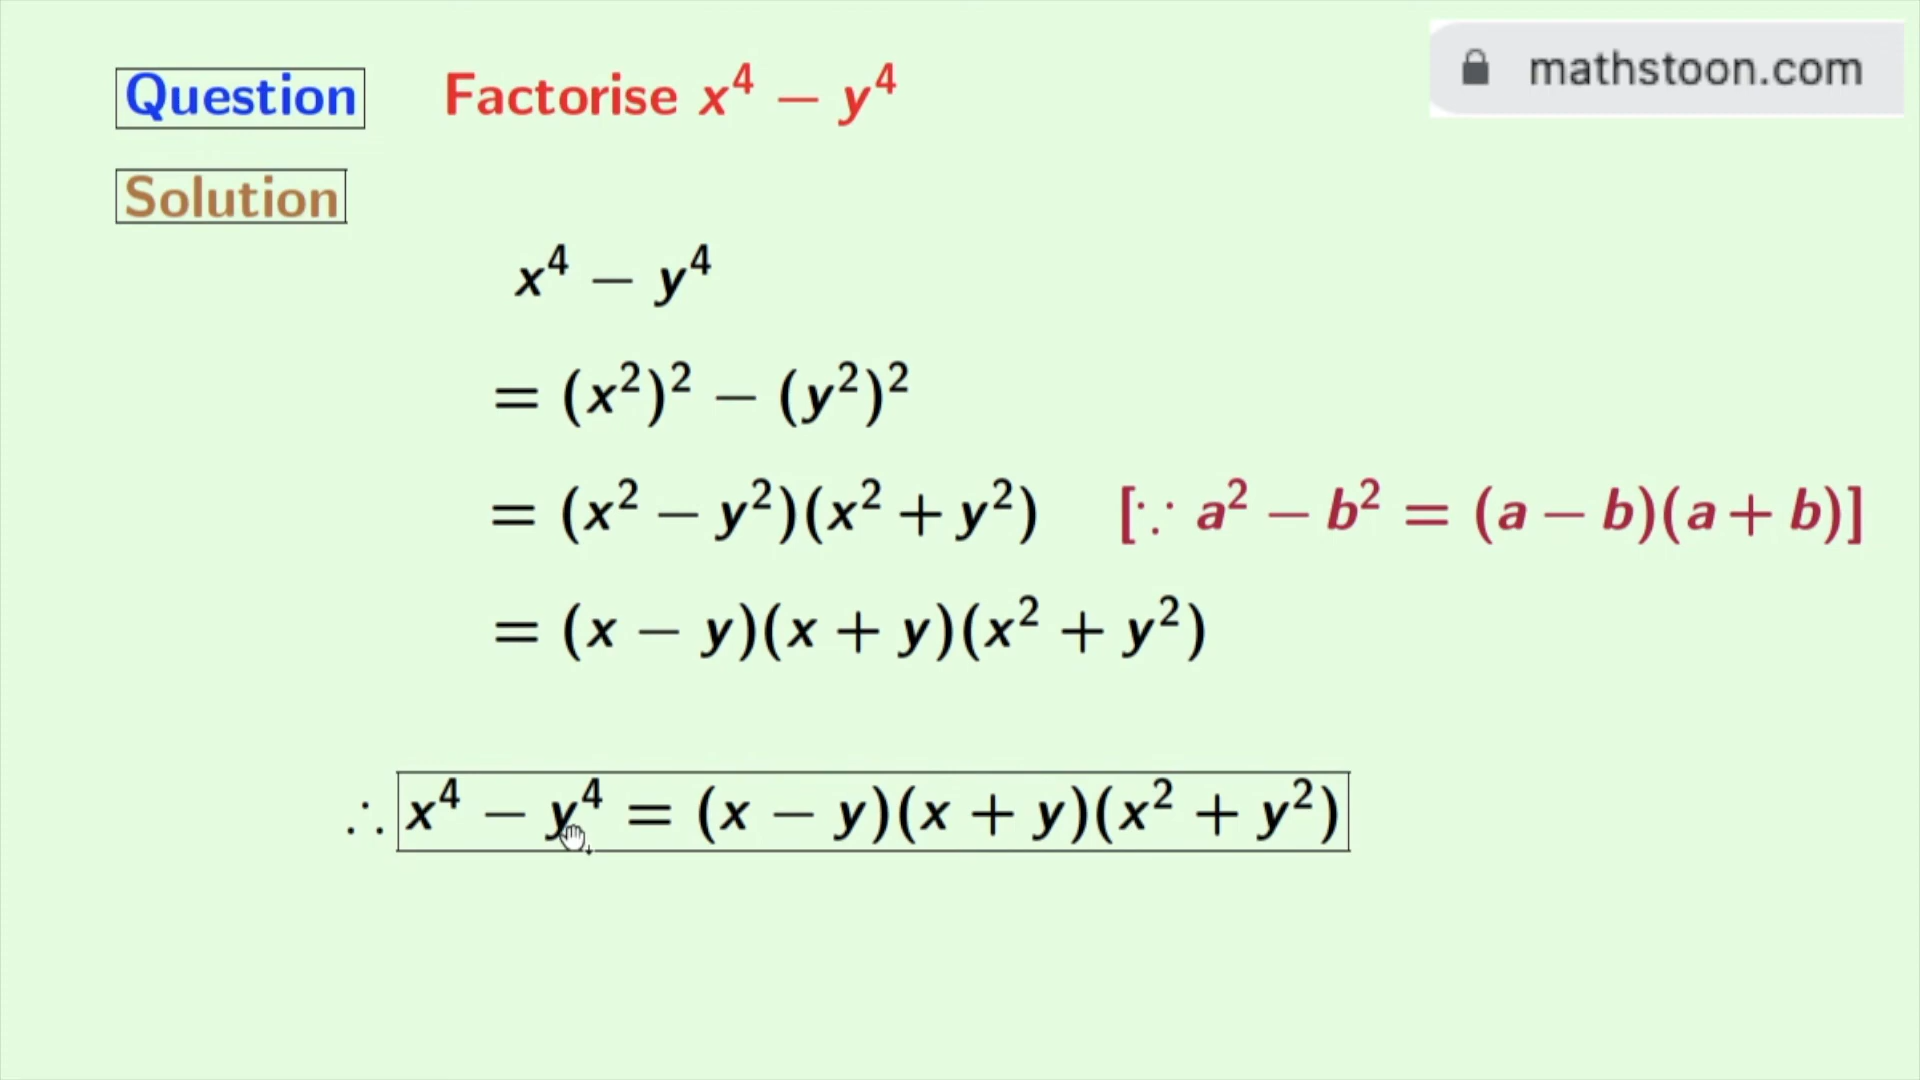 Question Factorise x⁴ − y⁴
mathstoon.com
Solution
x⁴ − y⁴
= (x²)² − (y²)²
= (x² − y²)(x² + y²) [∵ a² − b² = (a − b)(a + b)]
= (x − y)(x + y)(x² + y²)
∴ x⁴ − y⁴ = (x − y)(x + y)(x² + y²)